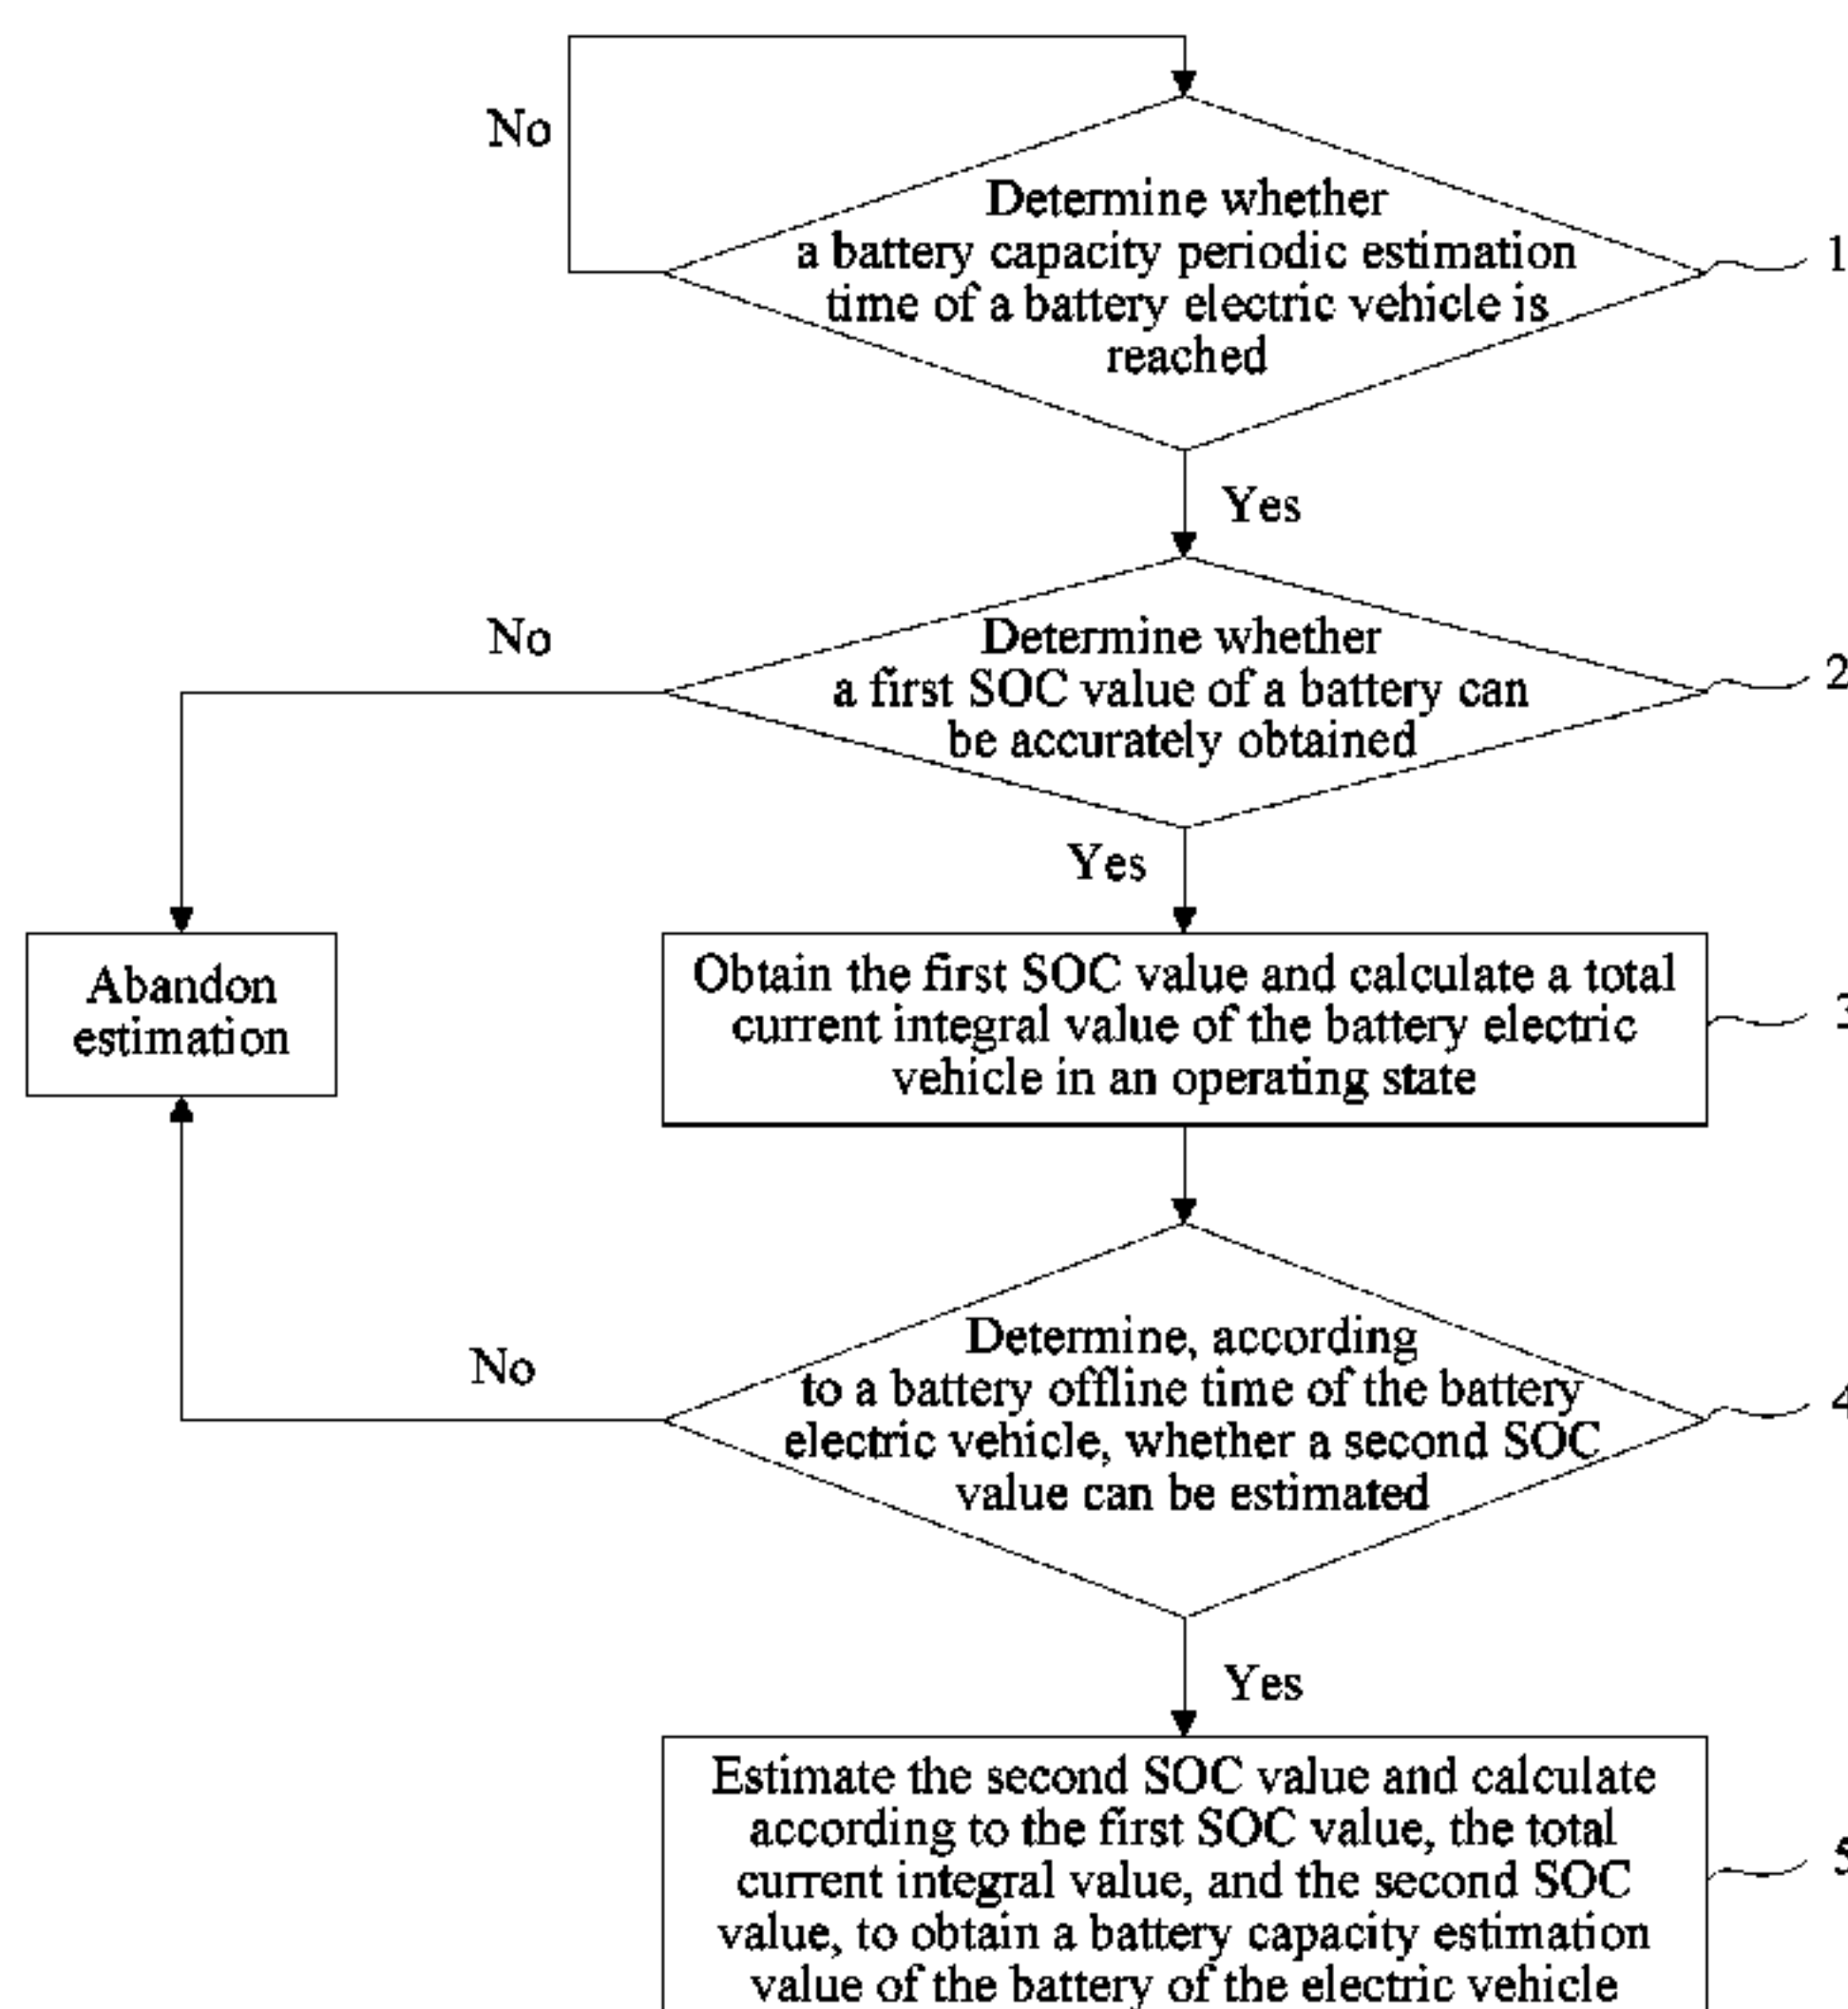 No
Determine whether
a battery capacity periodic estimation
time of a battery electric vehicle is
reached
1
Yes
No
Determine whether
a first SOC value of a battery can
be accurately obtained
2
Yes
Abandon
estimation
Obtain the first SOC value and calculate a total
current integral value of the battery electric
vehicle in an operating state
3
No
Determine, according
to a battery offline time of the battery
electric vehicle, whether a second SOC
value can be estimated
4
Yes
Estimate the second SOC value and calculate
according to the first SOC value, the total
current integral value, and the second SOC
value, to obtain a battery capacity estimation
value of the battery of the electric vehicle
5